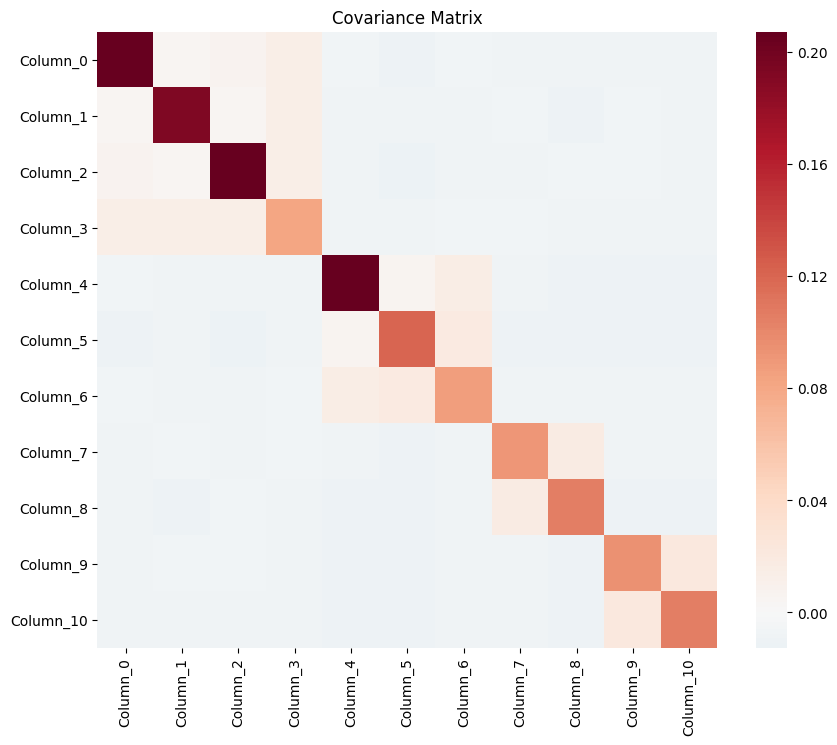 Covariance Matrix
Column_0
Column_1
Column_2
Column_3
Column_4
Column_5
Column_6
Column_7
Column_8
Column_9
Column_10
Column_0
Column_1
Column_2
Column_3
Column_4
Column_5
Column_6
Column_7
Column_8
Column_9
Column_10
0.20
0.16
0.12
0.08
0.04
0.00